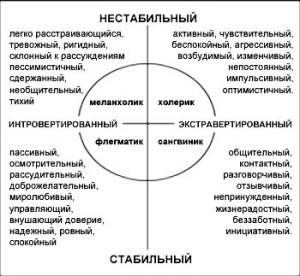 НЕСТАБИЛЬНЫЙ
легко расстраивающийся,
тревожный, ригидный,
склонный к рассуждениям
пессимистичный,
сдержанный,
необщительный,
тихий
активный, чувствительный,
беспокойный, агрессивный,
возбудимый, изменчивый,
непостоянный,
импульсивный,
оптимистичный.
меланхолик
холерик
ИНТРОВЕРТИРОВАННЫЙ
ЭКСТРАВЕРТИРОВАННЫЙ
флегматик
сангвиник
пассивный,
осмотрительный,
рассудительный,
доброжелательный,
миролюбивый,
управляющий,
внушающий доверие,
надежный, ровный,
спокойный
общительный,
контактный,
разговорчивый,
отзывчивый,
непринужденный,
жизнерадостный,
беззаботный,
инициативный.
СТАБИЛЬНЫЙ